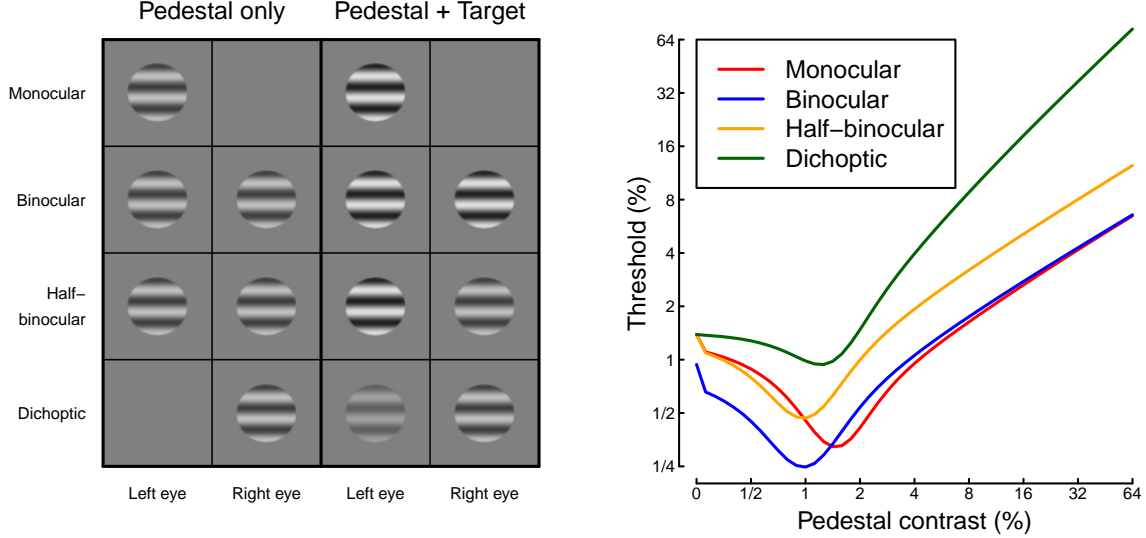 Pedestal only
Pedestal + Target
Monocular
Binocular
Half−
binocular
Dichoptic
Left eye
Right eye
Left eye
Right eye
Threshold (%)
64
32
16
8
4
2
1
1/2
1/4
Monocular
Binocular
Half−binocular
Dichoptic
0
1/2
1
2
4
8
16
32
64
Pedestal contrast (%)